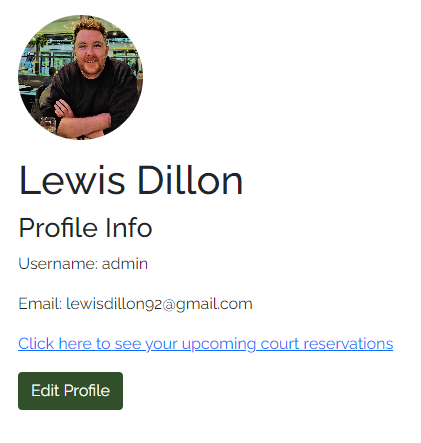 Lewis Dillon
Profile Info
Username: admin
Email: lewisdillon92@gmail.com
Click here to see your upcoming court reservations
Edit Profile